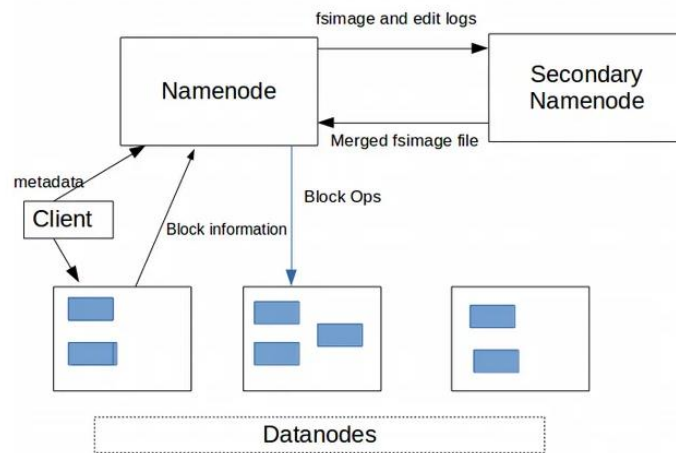 fsimage and edit logs
Namenode
Secondary
Namenode
Merged fsimage file
metadata
Client
Block information
Block Ops
Datanodes